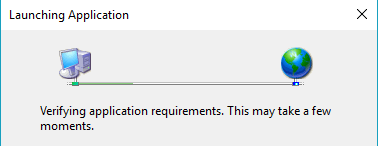 Launching Application
Verifying application requirements. This may take a few
moments.